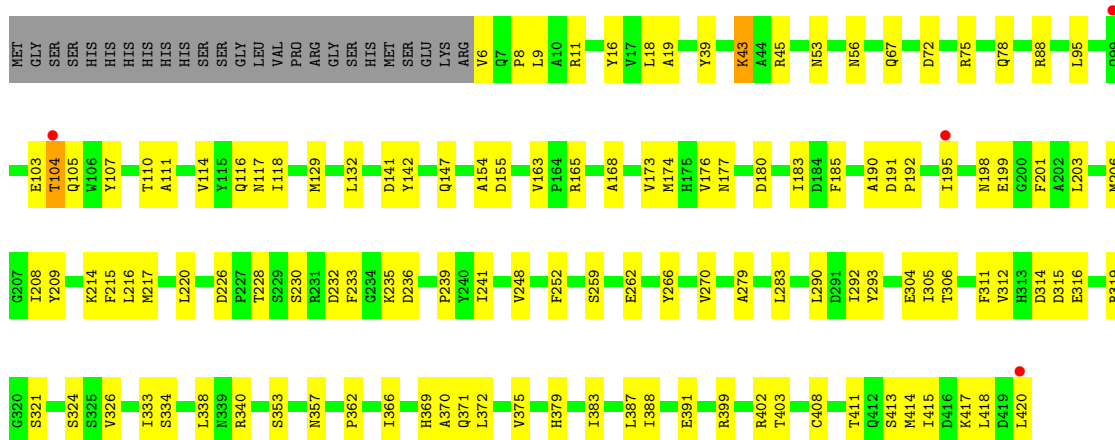 MET GLY SER SER HIS HIS HIS HIS HIS HIS SER SER GLY LEU VAL PRO ARG GLY SER HIS MET SER GLU LYS ARG V6 Q7 P8 L9 A10 R11 Y16 V17 L18 A19 Y39 K43 A44 R45 N53 N56 Q67 D72 R75 Q78 R88 L95 Q99
E103 T104 Q105 W106 Y107 T110 A111 V114 Y115 Q116 N117 I118 M129 L132 D141 Y142 Q147 A154 D155 V163 P164 R165 A168 V173 M174 H175 V176 N177 D180 I183 D184 F185 A190 D191 P192 I195 N198 E199 G200 F201 A202 L203 M206
G207 I208 Y209 K214 F215 L216 M217 L220 D226 P227 T228 S229 S230 R231 D232 F233 G234 K235 D236 P239 Y240 I241 V248 F252 S259 E262 Y266 V270 A279 L283 L290 D291 I292 Y293 E304 I305 T306 F311 V312 H313 D314 D315 E316 R319
G320 S321 S324 S325 V326 I333 S334 L338 N339 R340 S353 N357 P362 I366 H369 A370 Q371 L372 V375 H379 I383 L387 I388 E391 R399 R402 T403 C408 T411 Q412 S413 M414 I415 D416 K417 L418 D419 L420